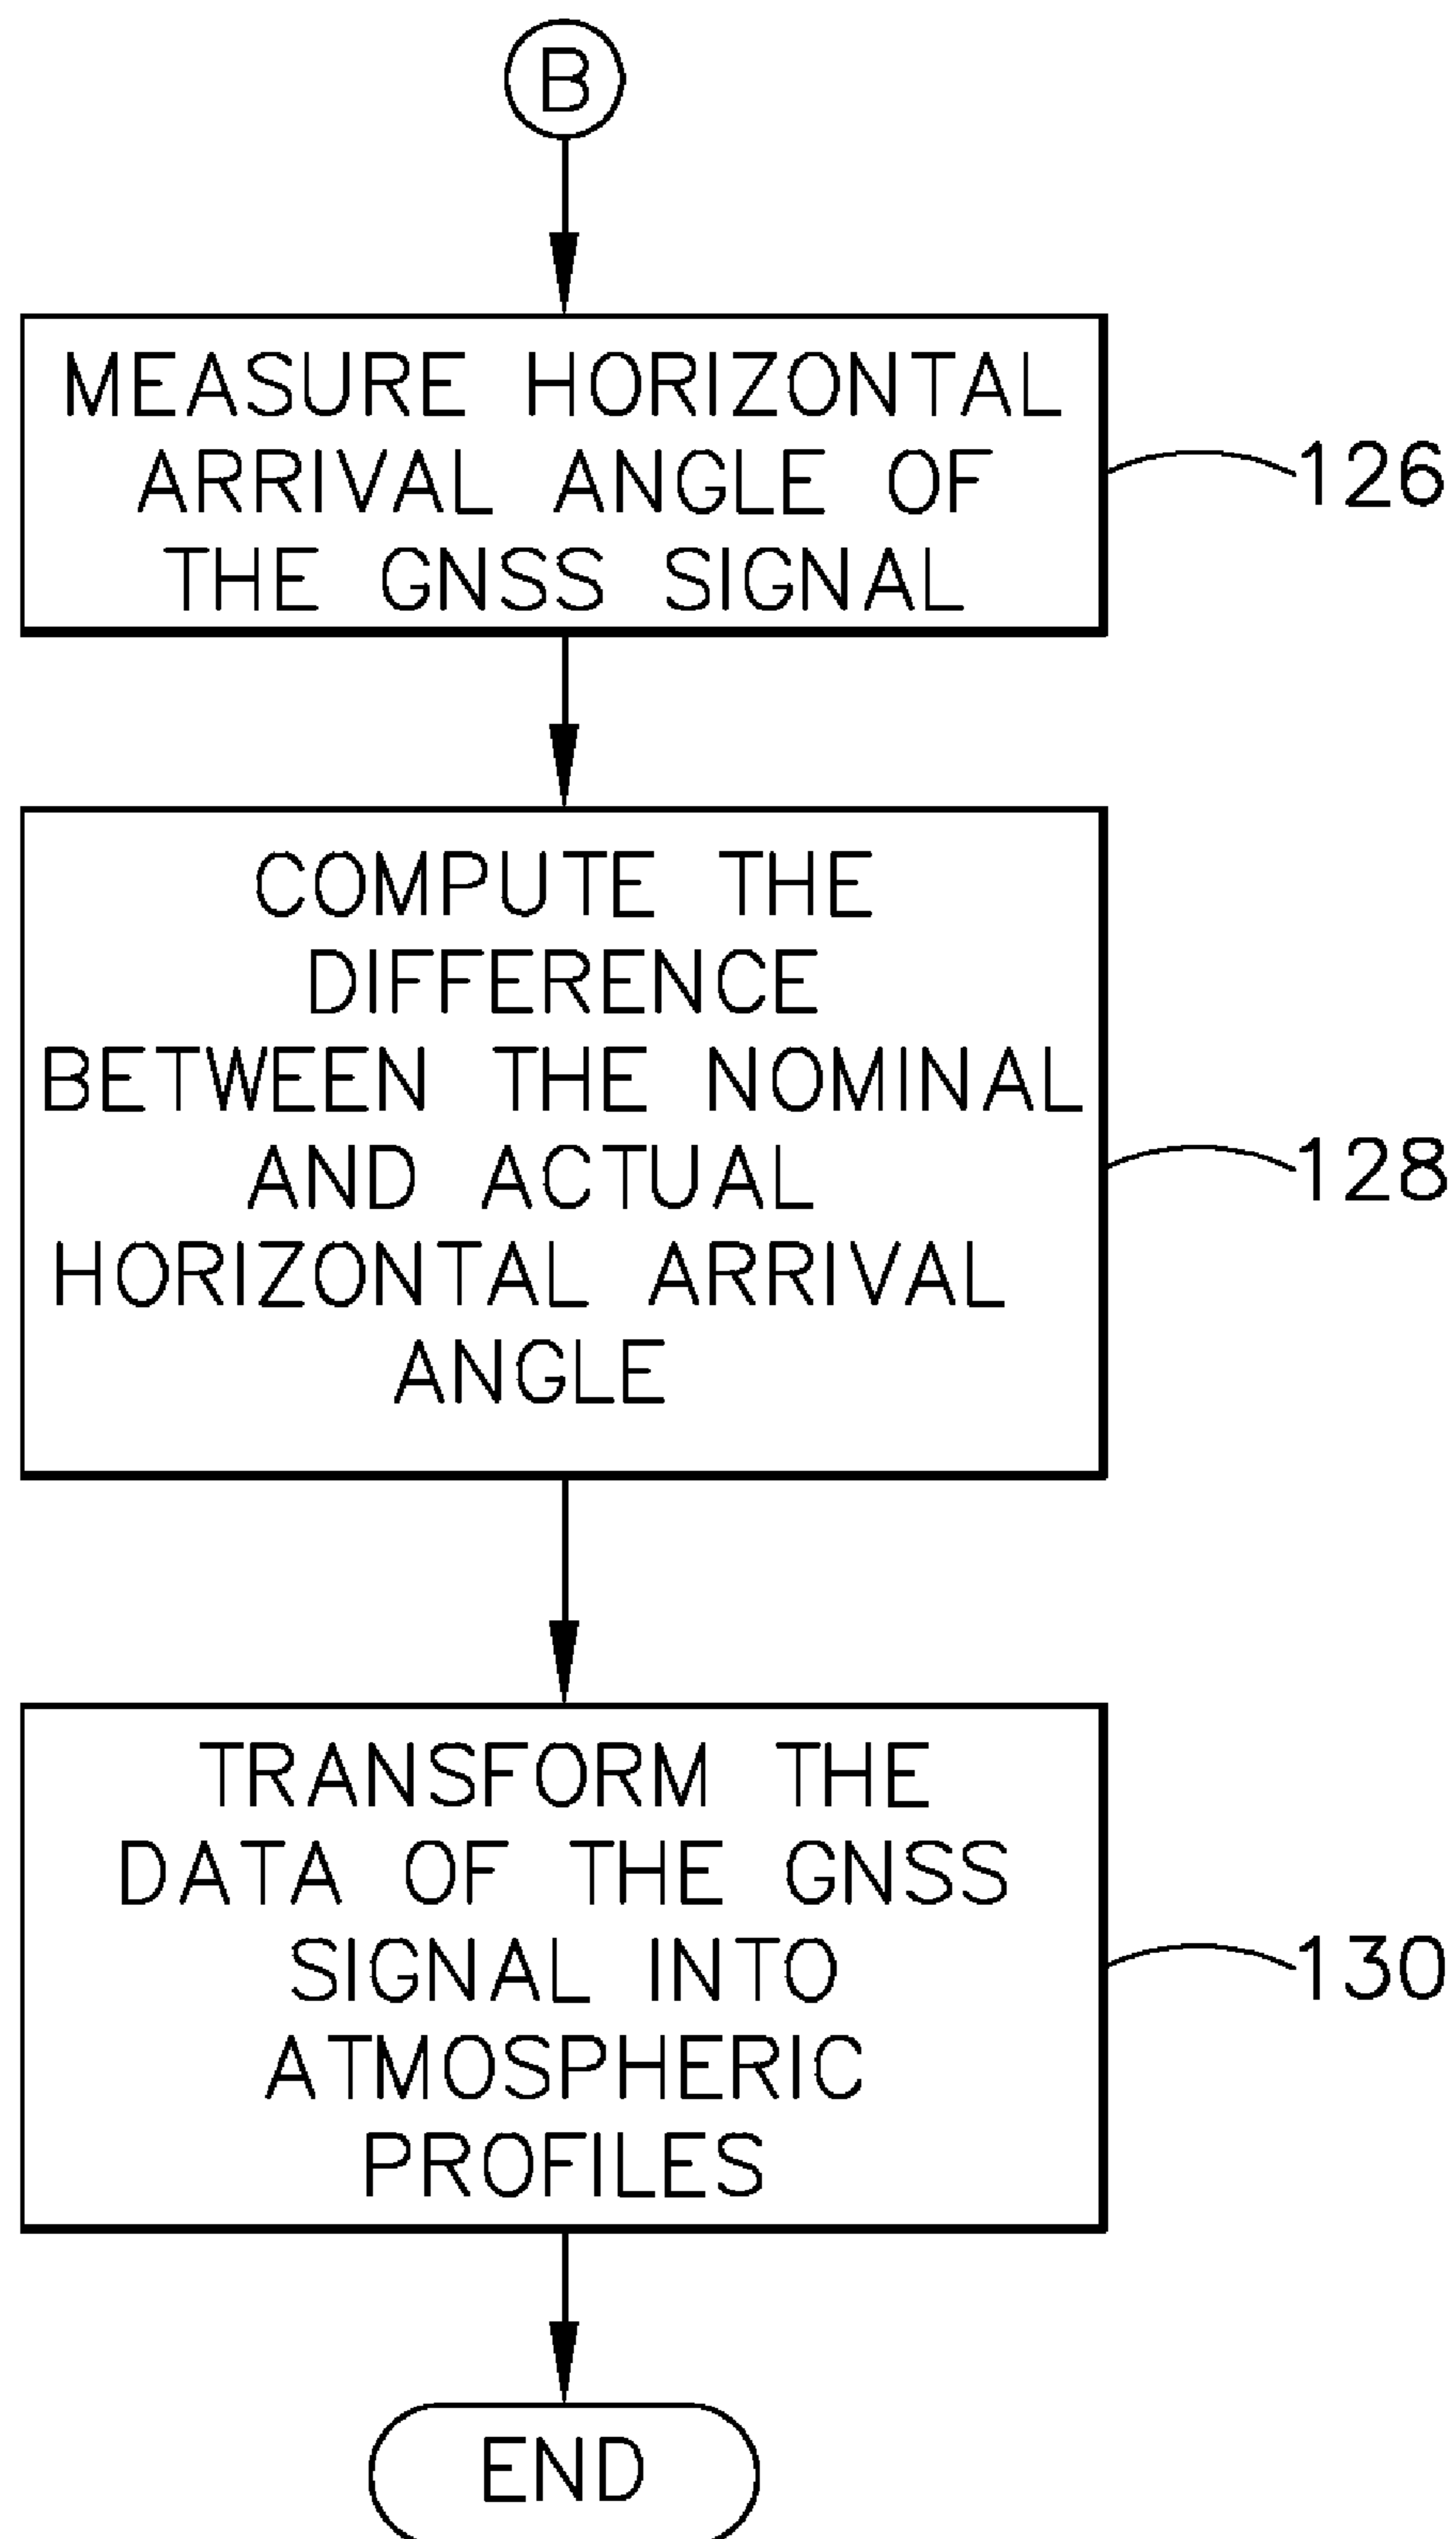 B
MEASURE HORIZONTAL
ARRIVAL ANGLE OF
THE GNSS SIGNAL
126
COMPUTE THE
DIFFERENCE
BETWEEN THE NOMINAL
AND ACTUAL
HORIZONTAL ARRIVAL
ANGLE
128
TRANSFORM THE
DATA OF THE GNSS
SIGNAL INTO
ATMOSPHERIC
PROFILES
130
END